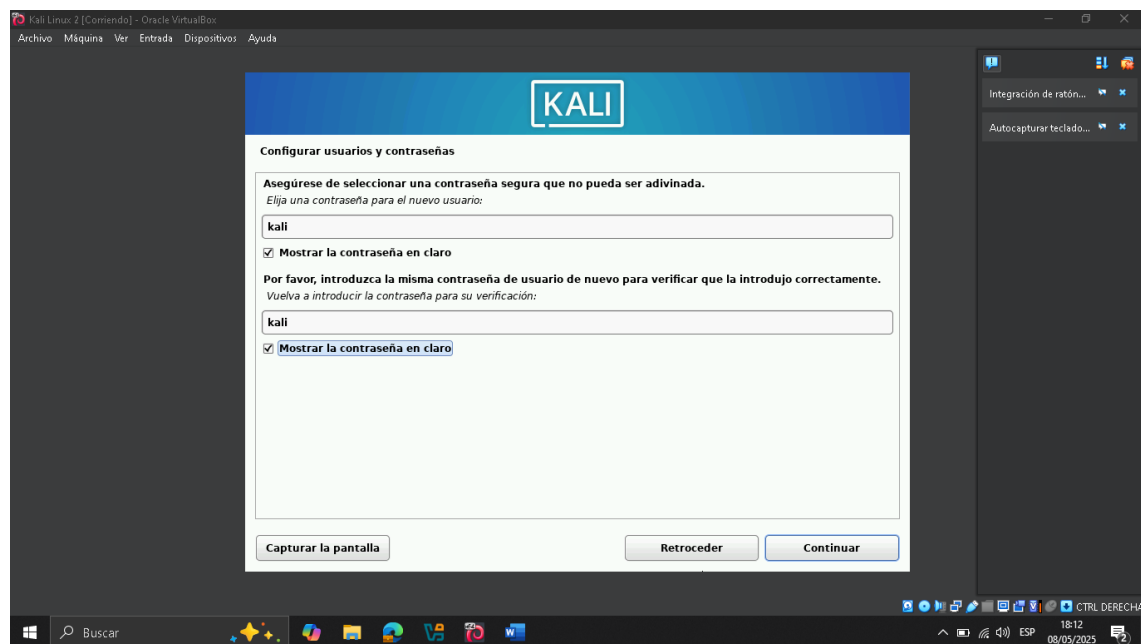 Kali Linux 2 [Corriendo] - Oracle VirtualBox
Archivo Máquina Ver Entrada Dispositivos Ayuda
KALI
Integración de ratón...
Autocapturar teclado...
Configurar usuarios y contraseñas
Asegúrese de seleccionar una contraseña segura que no pueda ser adivinada.
Elija una contraseña para el nuevo usuario:
kali
Mostrar la contraseña en claro
Por favor, introduzca la misma contraseña de usuario de nuevo para verificar que la introdujo correctamente.
Vuelva a introducir la contraseña para su verificación:
kali
Mostrar la contraseña en claro
Capturar la pantalla Retroceder Continuar
CTRL DERECHA
Buscar
ESP
18:12
08/05/2025